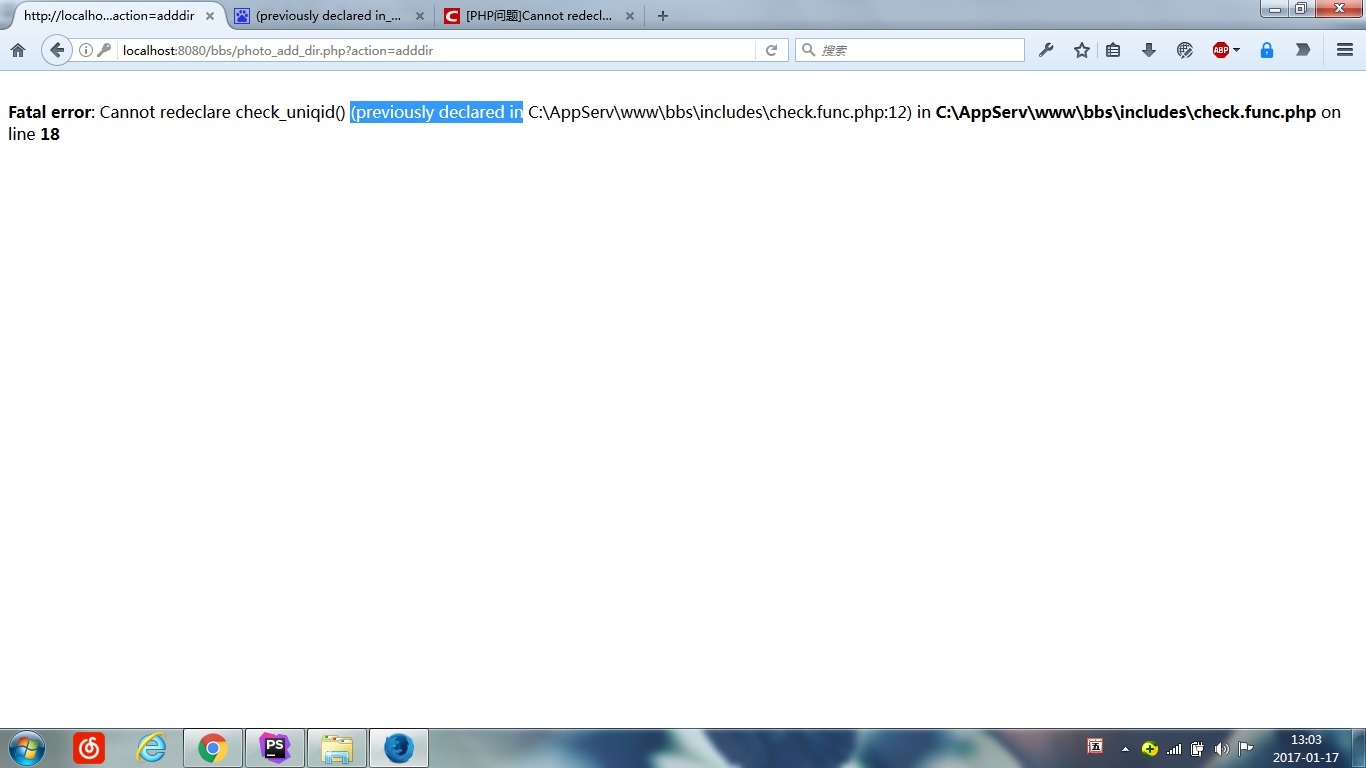 http://localho...action=adddir
(previously declared in_...
[PHP问题]Cannot redecl...
localhost:8080/bbs/photo_add_dir.php?action=adddir
搜索
ABP
Fatal error: Cannot redeclare check_uniqid() (previously declared in C:\AppServ\www\bbs\includes\check.func.php:12) in C:\AppServ\www\bbs\includes\check.func.php on
line 18
PS
五
13:03
2017-01-17